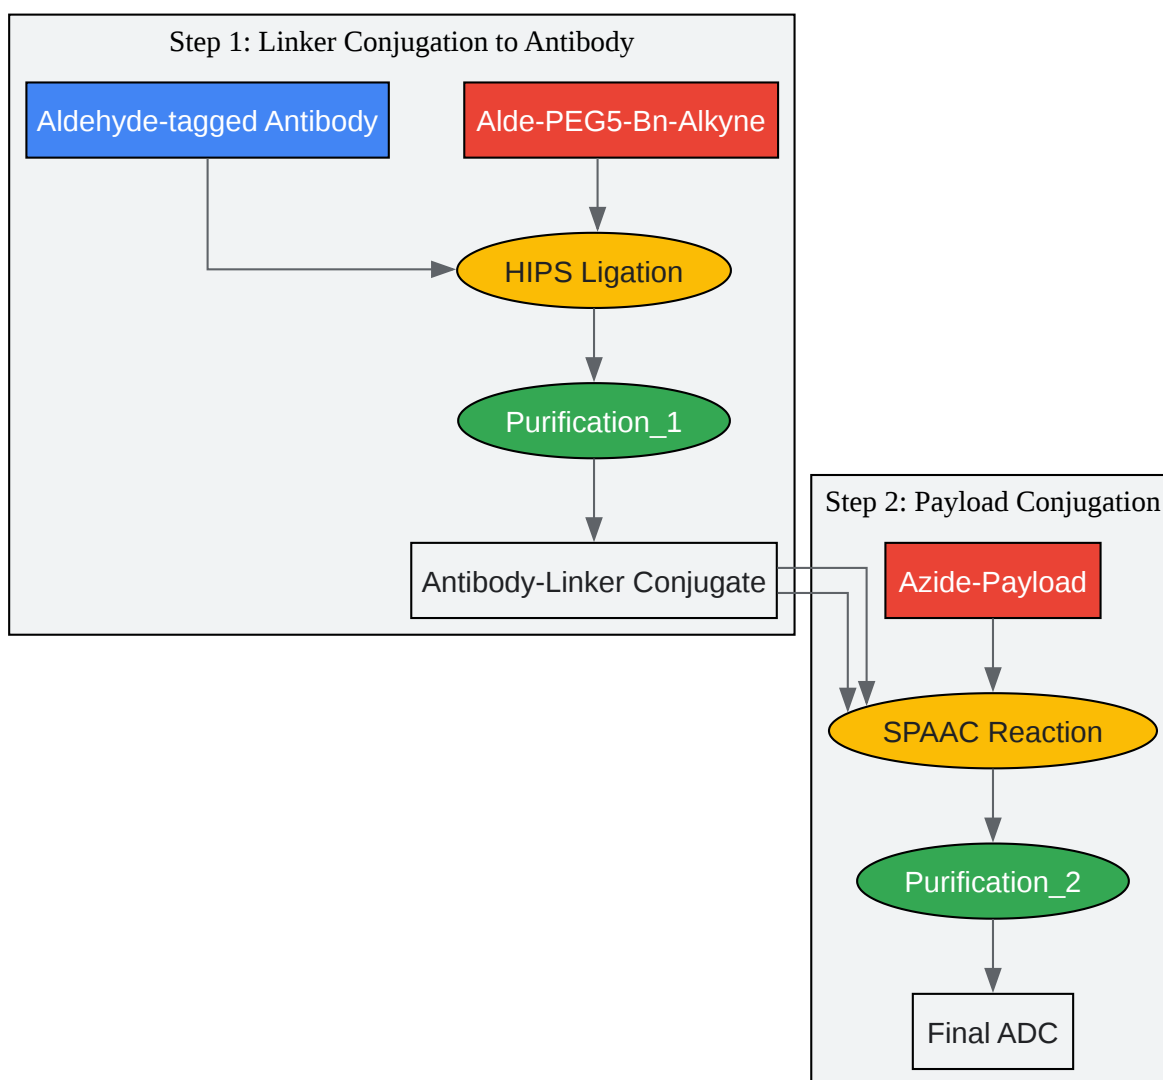 Step 1: Linker Conjugation to Antibody
Aldehyde-tagged Antibody
Alde-PEG5-Bn-Alkyne
HIPS Ligation
Purification_1
Antibody-Linker Conjugate
Step 2: Payload Conjugation
Azide-Payload
SPAAC Reaction
Purification_2
Final ADC